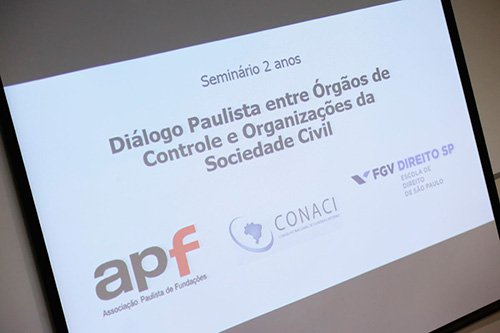 Seminário 2 anos
Diálogo Paulista entre Órgãos de
Controle e Organizações da
Sociedade Civil
apf
Associação Paulista de Fundações
CONACI
FGV DIREITO SP
ESCOLA DE
DIREITO
DE SÃO PAULO